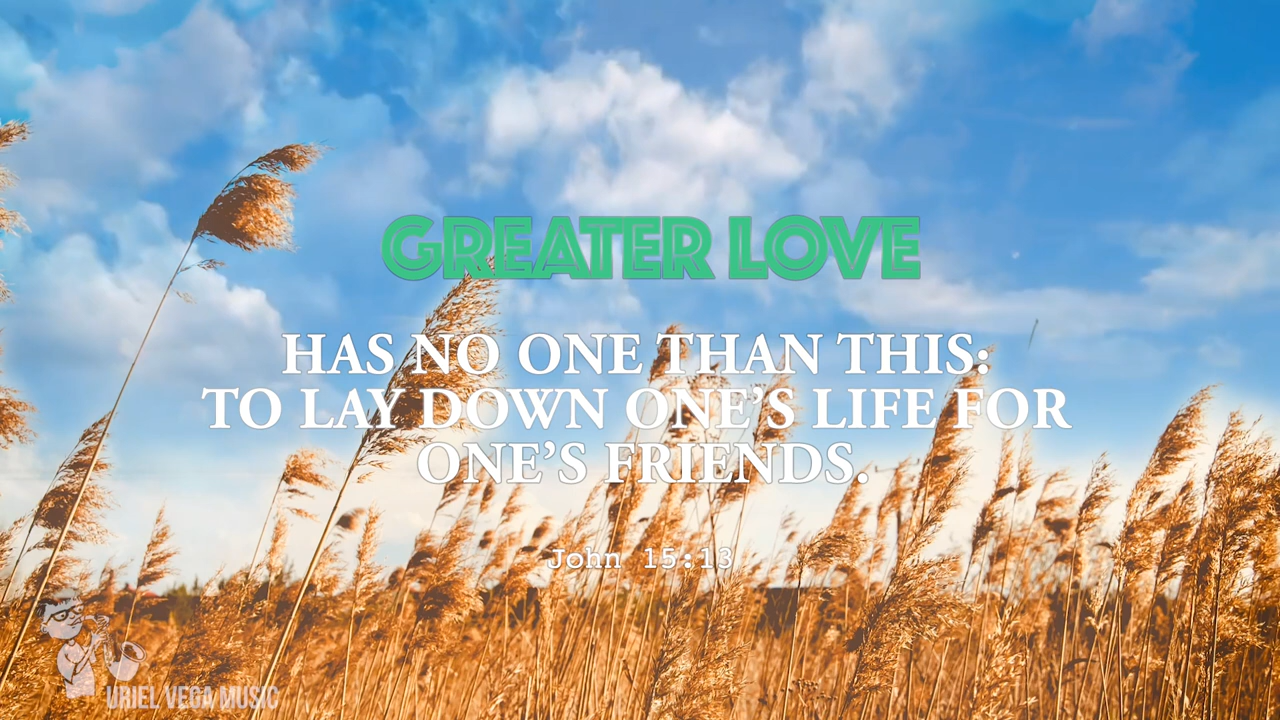 GREATER LOVE
HAS NO ONE THAN THIS:
TO LAY DOWN ONE’S LIFE FOR
ONE’S FRIENDS.
John 15:13
URIEL VEGA MUSIC